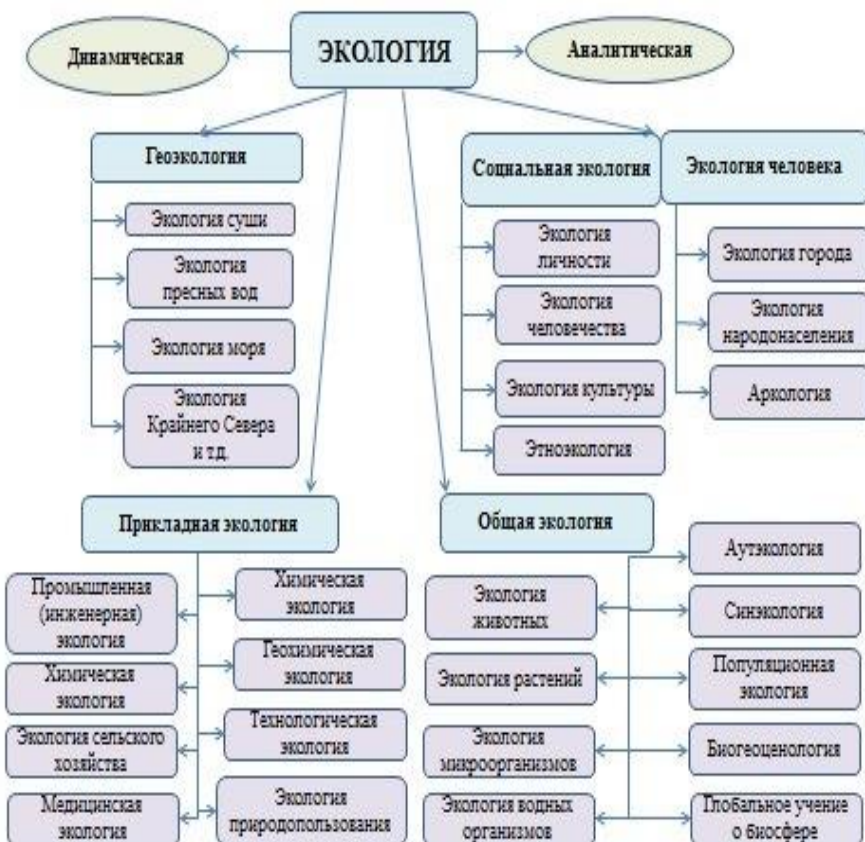 Динамическая
ЭКОЛОГИЯ
Аналитическая
Геоэкология
Экология суши
Экология
пресных вод
Экология моря
Экология
Крайнего Севера
и т.д.
Социальная экология
Экология
личности
Экология
человечества
Экология культуры
Этноэкология
Экология человека
Экология города
Экология
народонаселения
Аркология
Прикладная экология
Промышленная
(инженерная)
экология
Химическая
экология
Экология сельского
хозяйства
Медицинская
экология
Химическая
экология
Геохимическая
экология
Технологическая
экология
Экология
природопользования
Общая экология
Экология
животных
Экология растений
Экология
микроорганизмов
Экология водных
организмов
Аутэкология
Синэкология
Популяционная
экология
Биогеоценология
Глобальное учение
о биосфере